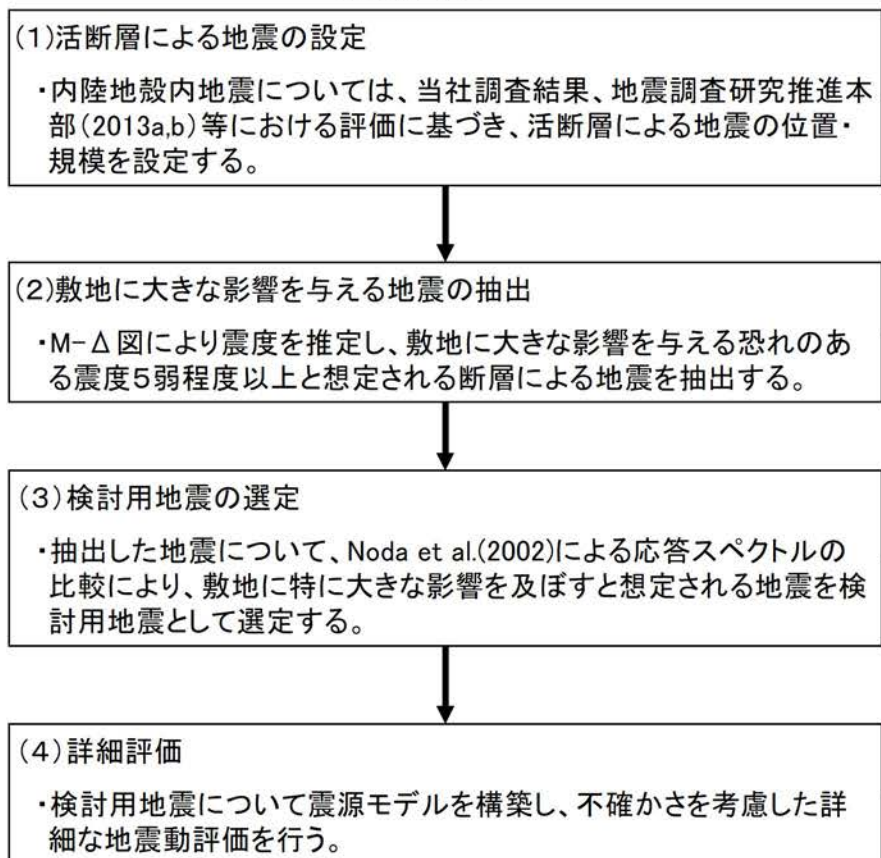 (1)活断層による地震の設定
・内陸地殻内地震については、当社調査結果、地震調査研究推進本
部(2013a,b)等における評価に基づき、活断層による地震の位置・
規模を設定する。
(2)敷地に大きな影響を与える地震の抽出
・M-Δ図により震度を推定し、敷地に大きな影響を与える恐れのあ
る震度5弱程度以上と想定される断層による地震を抽出する。
(3)検討用地震の選定
・抽出した地震について、Noda et al.(2002)による応答スペクトルの
比較により、敷地に特に大きな影響を及ぼすと想定される地震を検
討用地震として選定する。
(4)詳細評価
・検討用地震について震源モデルを構築し、不確かさを考慮した詳
細な地震動評価を行う。